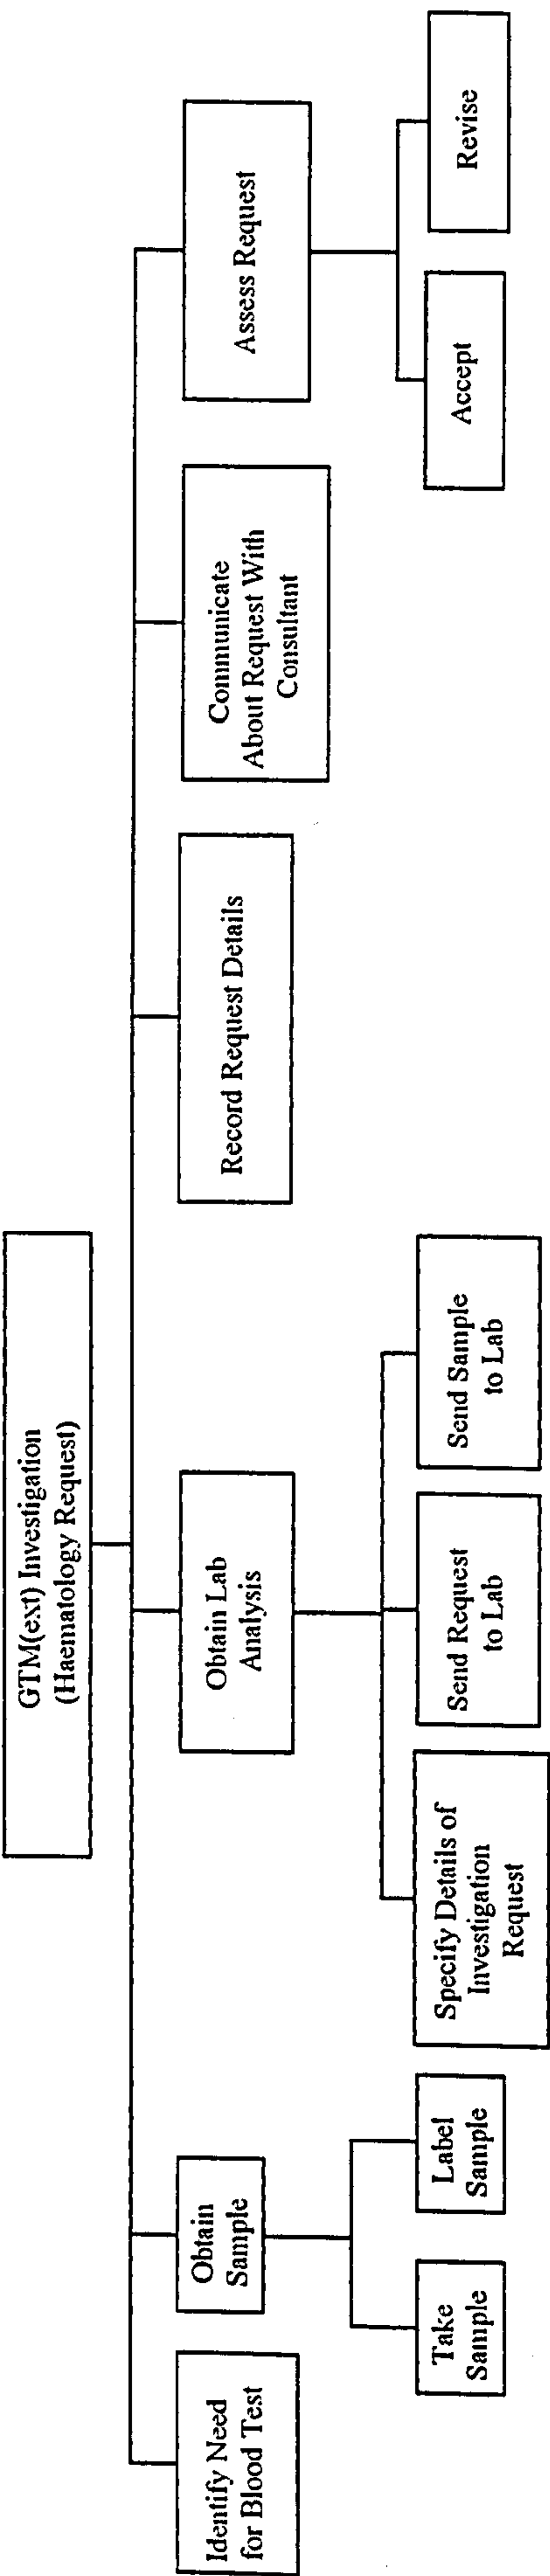 GTM(ext) Investigation
(Haematology Request)
Identify Need
for Blood Test
Obtain
Sample
Obtain Lab
Analysis
Record Request Details
Communicate
About Request With
Consultant
Assess Request
Take
Sample
Label
Sample
Specify Details of
Investigation
Request
Send Request
to Lab
Send Sample
to Lab
Accept
Revise